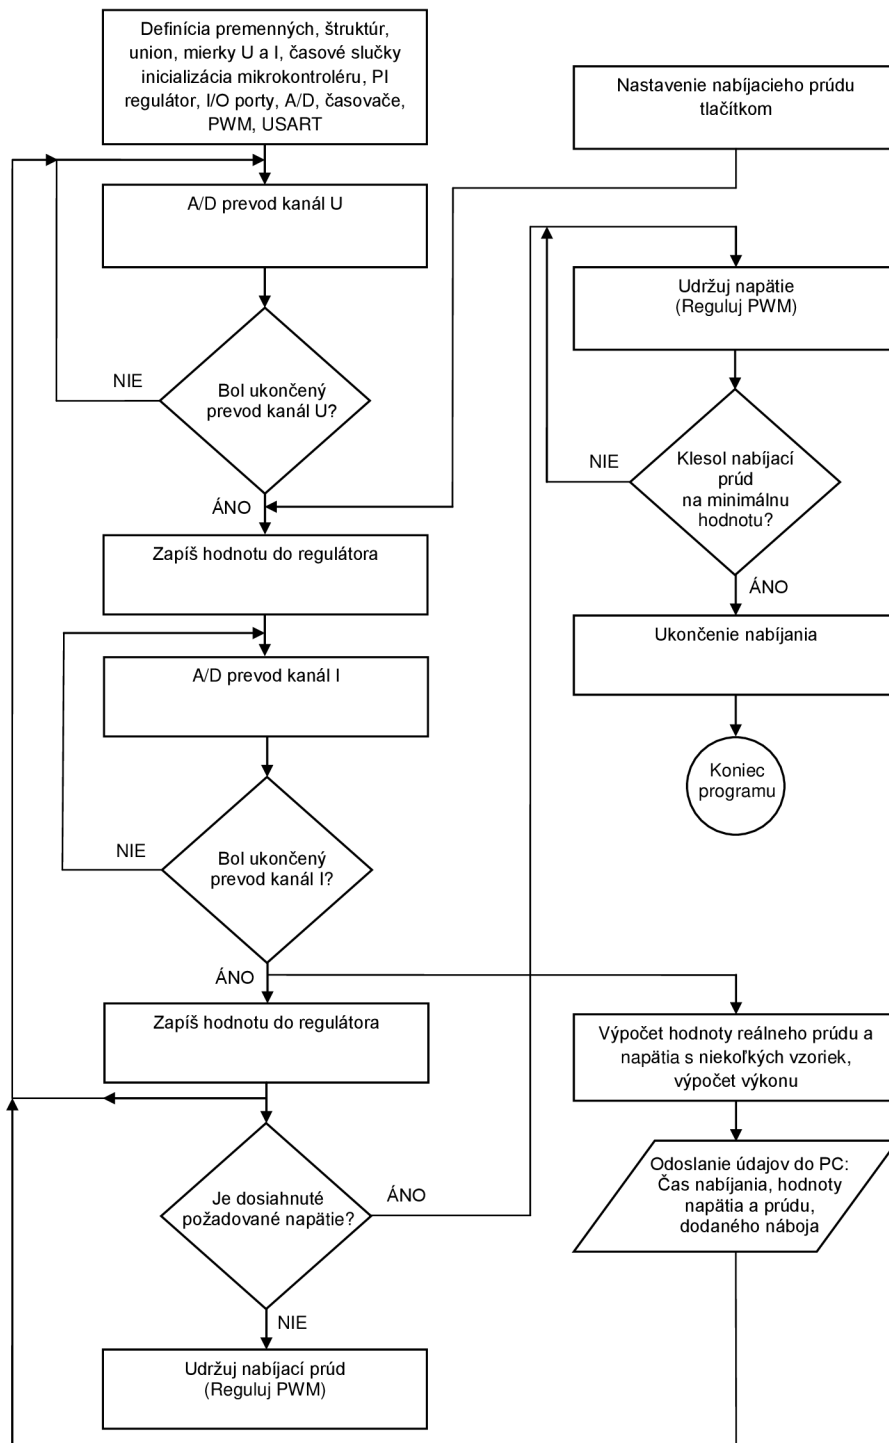 Definícia premenných, štruktúr,
union, mierky U a I, časové slučky
inicializácia mikrokontroléru, PI
regulátor, I/O porty, A/D, časovače,
PWM, USART
A/D prevod kanál U
NIE
Bol ukončený
prevod kanál U?
ÁNO
Zapíš hodnotu do regulátora
A/D prevod kanál I
NIE
Bol ukončený
prevod kanál I?
ÁNO
Zapíš hodnotu do regulátora
Je dosiahnuté
požadované napätie?
ÁNO
NIE
Udržuj nabíjací prúd
(Reguluj PWM)
Nastavenie nabíjacieho prúdu
tlačítkom
Udržuj napätie
(Reguluj PWM)
NIE
Klesol nabíjací
prúd
na minimálnu
hodnotu?
ÁNO
Ukončenie nabíjania
Koniec
programu
Výpočet hodnoty reálneho prúdu a
napätia s niekoľkých vzoriek,
výpočet výkonu
Odoslanie údajov do PC:
Čas nabíjania, hodnoty
napätia a prúdu,
dodaného náboja